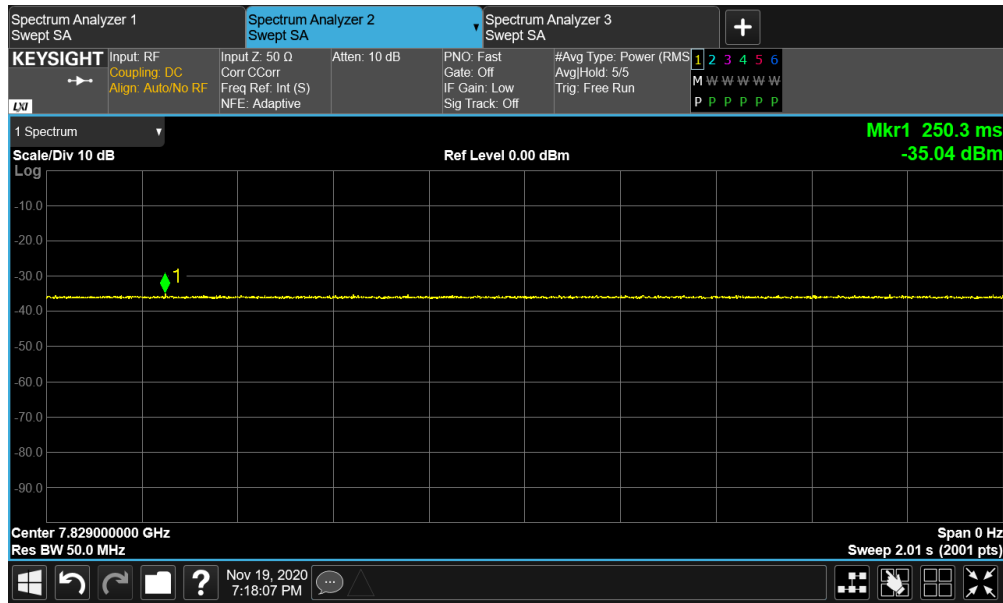 Spectrum Analyzer 1
Swept SA
Spectrum Analyzer 2
Swept SA
Spectrum Analyzer 3
Swept SA
KEYSIGHT
LXI
Input: RF
Coupling: DC
Align: Auto/No RF
Input Z: 50 Ω
Corr CCorr
Freq Ref: Int (S)
NFE: Adaptive
Atten: 10 dB
PNO: Fast
Gate: Off
IF Gain: Low
Sig Track: Off
#Avg Type: Power (RMS
Avg|Hold: 5/5
Trig: Free Run
1 2 3 4 5 6
M W W W W W
P P P P P P
1 Spectrum
Mkr1 250.3 ms
Scale/Div 10 dB
Ref Level 0.00 dBm
-35.04 dBm
Log
-10.0
-20.0
-30.0
1
-40.0
-50.0
-60.0
-70.0
-80.0
-90.0
Center 7.829000000 GHz
Span 0 Hz
Res BW 50.0 MHz
Sweep 2.01 s (2001 pts)
?
Nov 19, 2020
7:18:07 PM